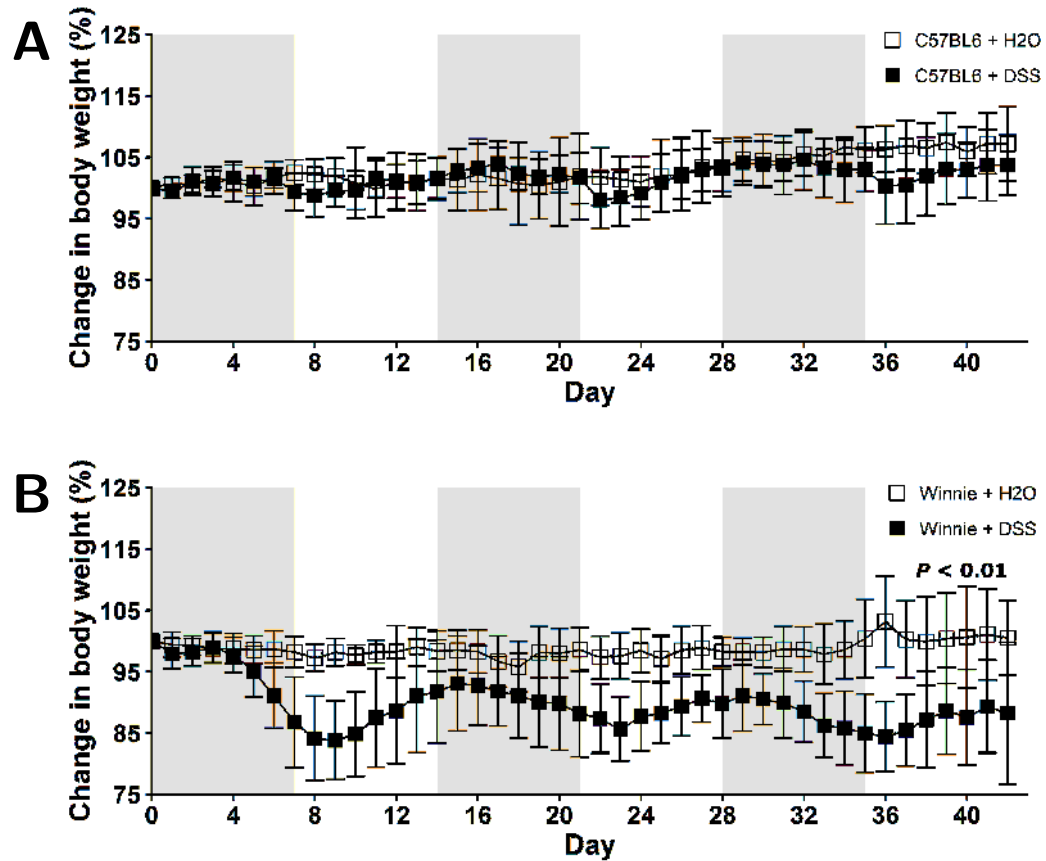 A
Change in body weight (%)
125
115
105
95
85
75
0 4 8 12 16 20 24 28 32 36 40
Day
C57BL6 + H2O
C57BL6 + DSS
B
Change in body weight (%)
125
115
105
95
85
75
0 4 8 12 16 20 24 28 32 36 40
Day
Winnie + H2O
Winnie + DSS
P < 0.01